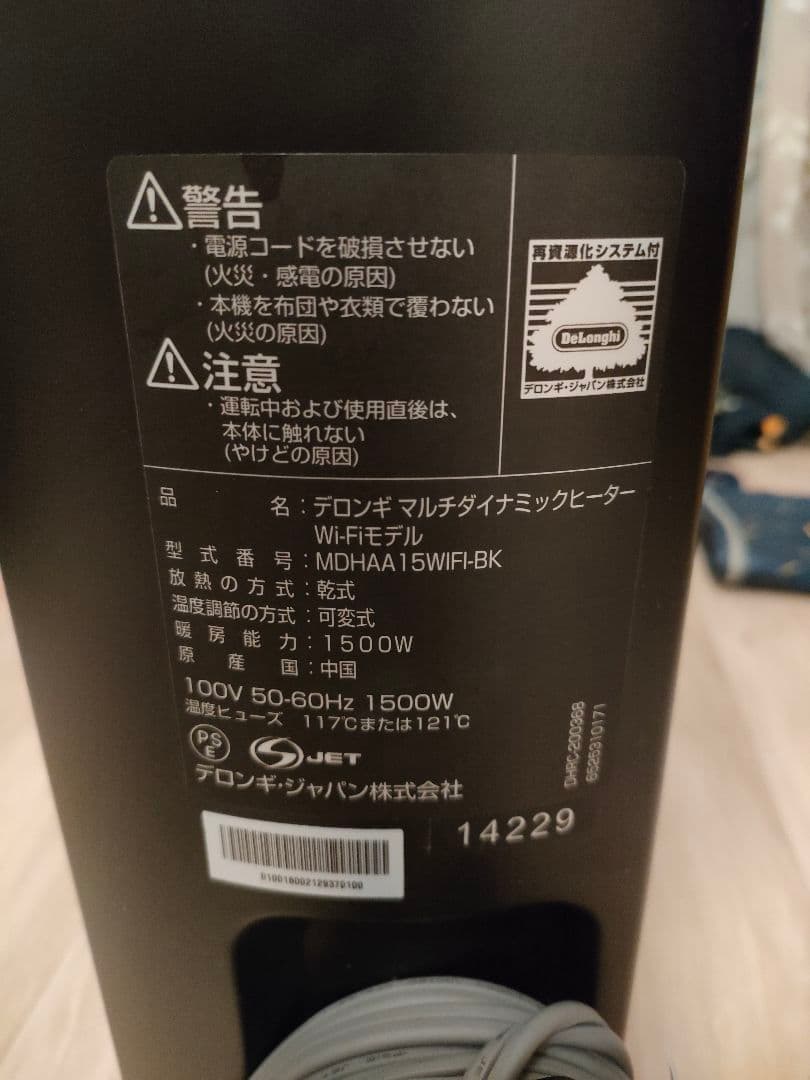 警告
・電源コードを破損させない
(火災・感電の原因)
・本機を布団や衣類で覆わない
(火災の原因)
注意
・運転中および使用直後は、
本体に触れない
(やけどの原因)
再資源化システム付
DeLonghi
デロンギ・ジャパン株式会社
品名：デロンギ マルチダイナミックヒーター
Wi-Fiモデル
型式番号：MDHAA15WIFI-BK
放熱の方式：乾式
温度調節の方式：可変式
暖房能力：1500W
原産国：中国
100V 50-60Hz 1500W
温度ヒューズ 117℃または121℃
PSE
JET
デロンギ・ジャパン株式会社
DHRC-200368
6525310171
14229
010016002129370100